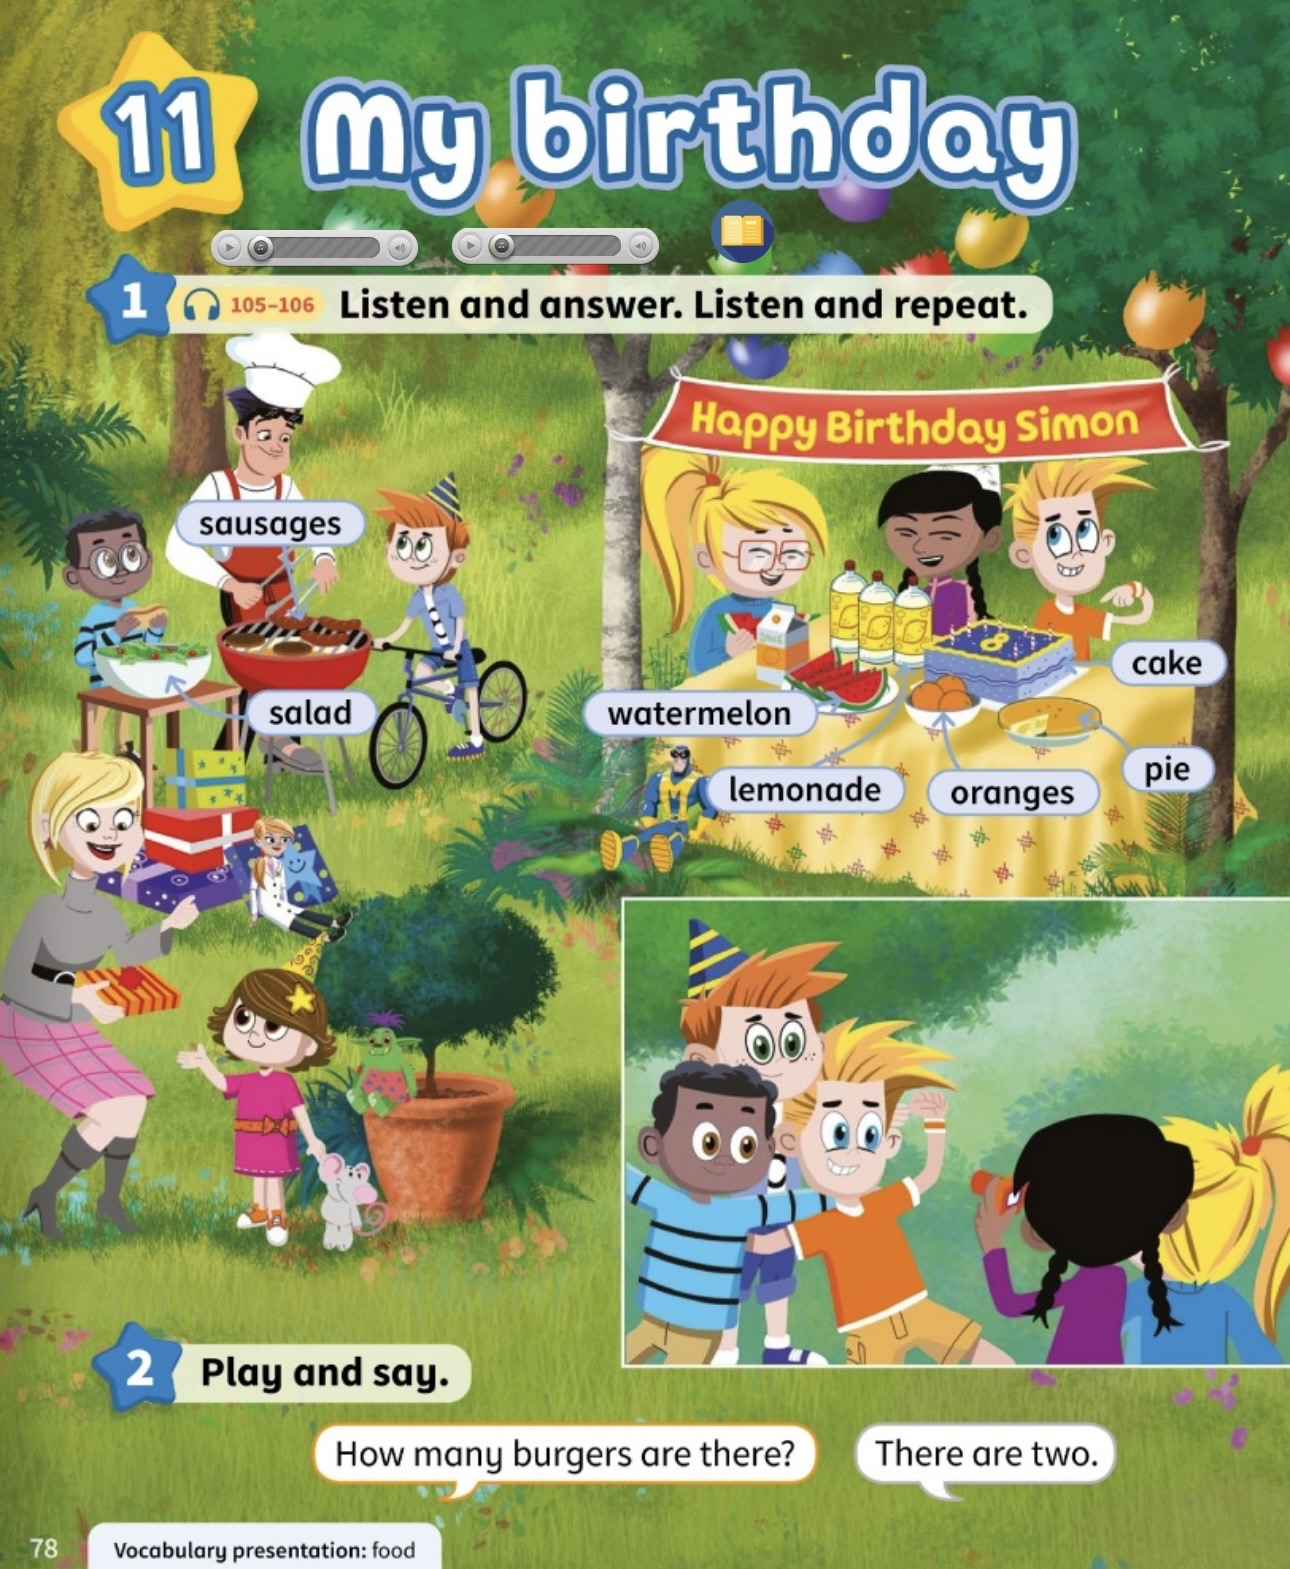 11 My birthday
1 105–106 Listen and answer. Listen and repeat.
Happy Birthday Simon
sausages
salad
watermelon
juice
8
cake
lemonade
oranges
pie
2 Play and say.
How many burgers are there?
There are two.
78 Vocabulary presentation: food